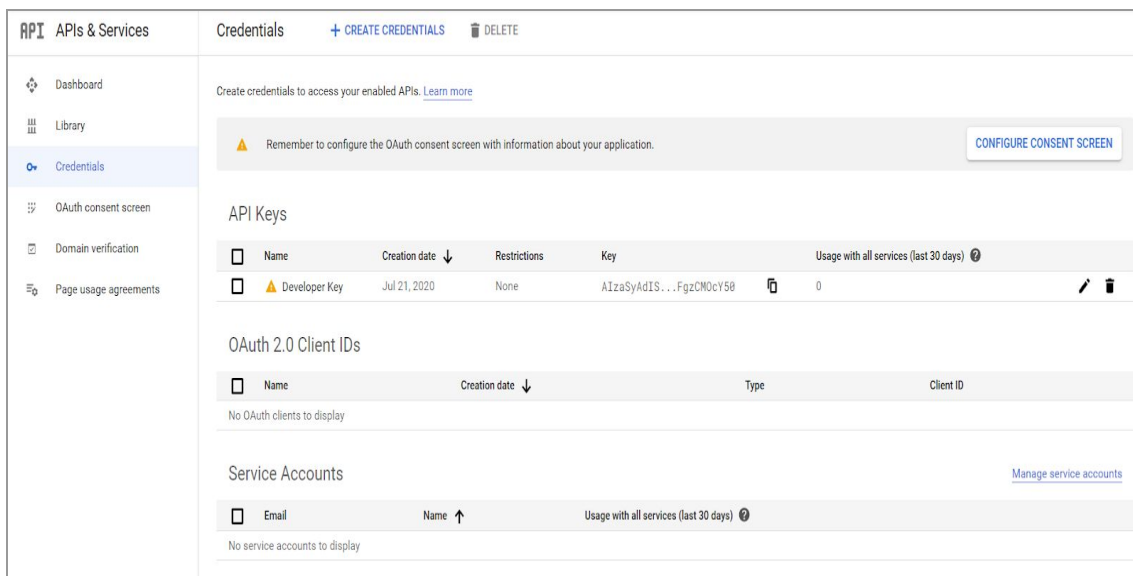 API APIs & Services
Credentials + CREATE CREDENTIALS DELETE
Dashboard
Library
Credentials
OAuth consent screen
Domain verification
Page usage agreements
Create credentials to access your enabled APIs. Learn more
Remember to configure the OAuth consent screen with information about your application. CONFIGURE CONSENT SCREEN
API Keys
Name Creation date Restrictions Key Usage with all services (last 30 days)
Developer Key Jul 21, 2020 None AIzaSyAdIS...FgzCMOcY50 0
OAuth 2.0 Client IDs
Name Creation date Type Client ID
No OAuth clients to display
Service Accounts Manage service accounts
Email Name Usage with all services (last 30 days)
No service accounts to display